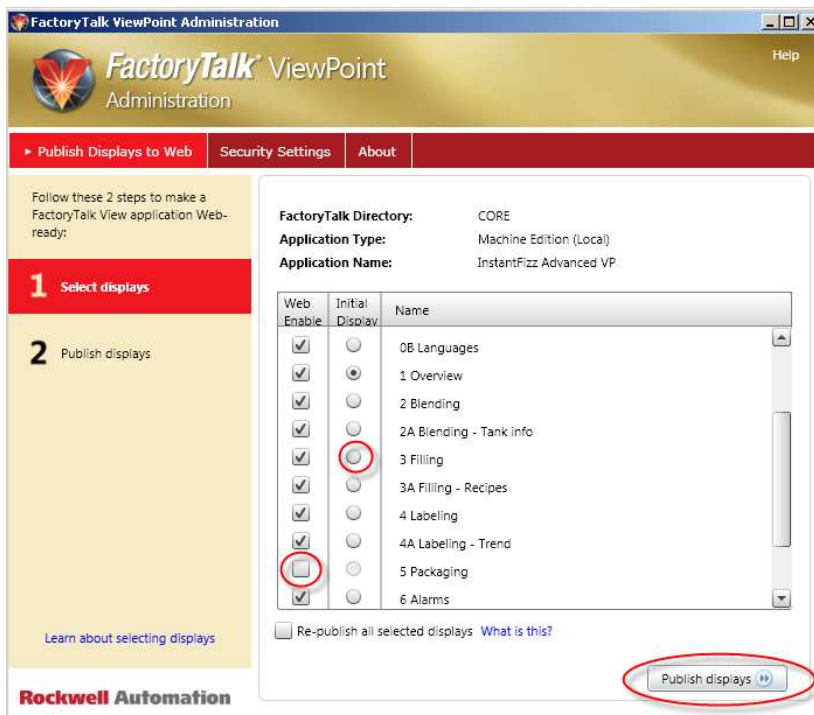 FactoryTalk ViewPoint Administration
FactoryTalk® ViewPoint
Administration
Help
Publish Displays to Web
Security Settings
About
Follow these 2 steps to make a
FactoryTalk View application Web-
ready:
1 Select displays
2 Publish displays
Learn about selecting displays
Rockwell Automation
FactoryTalk Directory: CORE
Application Type: Machine Edition (Local)
Application Name: InstantFizz Advanced VP
Web Enable
Initial Display
Name
0B Languages
1 Overview
2 Blending
2A Blending - Tank info
3 Filling
3A Filling - Recipes
4 Labeling
4A Labeling - Trend
5 Packaging
6 Alarms
Re-publish all selected displays What is this?
Publish displays